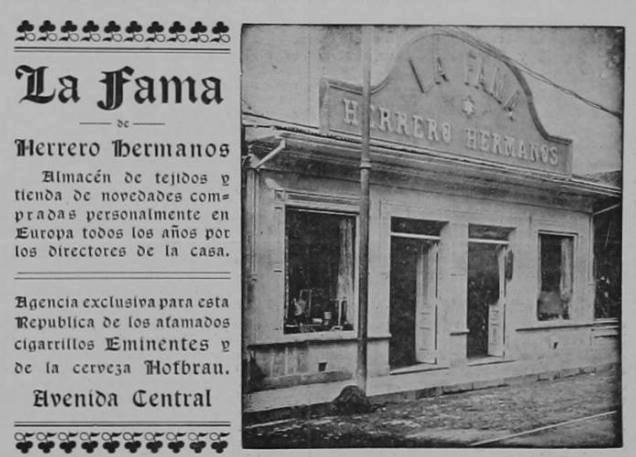 La Fama
de
Herrero Hermanos
Almacén de tejidos y
tienda de novedades com-
pradas personalmente en
Europa todos los años por
los directores de la casa.
Agencia exclusiva para esta
Republica de los afamados
cigarrillos Eminentes y
de la cerveza Hofbrau.
Avenida Central
LA FAMA
HERRERO HERMANOS